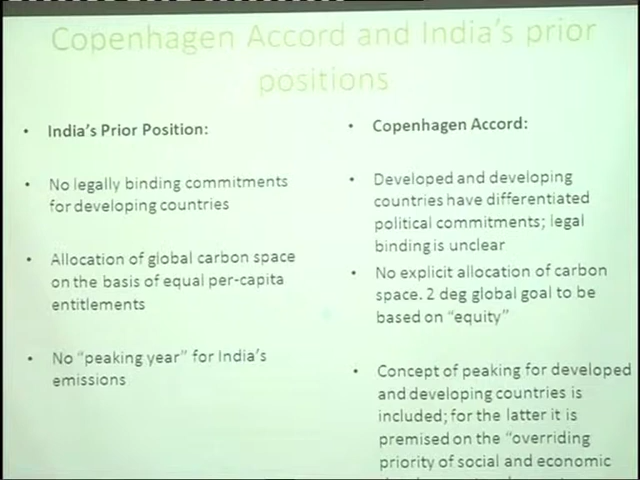 Copenhagen Accord and India's prior
positions
• India's Prior Position:
• No legally binding commitments
for developing countries
• Allocation of global carbon space
on the basis of equal per-capita
entitlements
• No "peaking year" for India's
emissions
• Copenhagen Accord:
• Developed and developing
countries have differentiated
political commitments; legal
binding is unclear
• No explicit allocation of carbon
space. 2 deg global goal to be
based on "equity"
• Concept of peaking for developed
and developing countries is
included; for the latter it is
premised on the "overriding
priority of social and economic